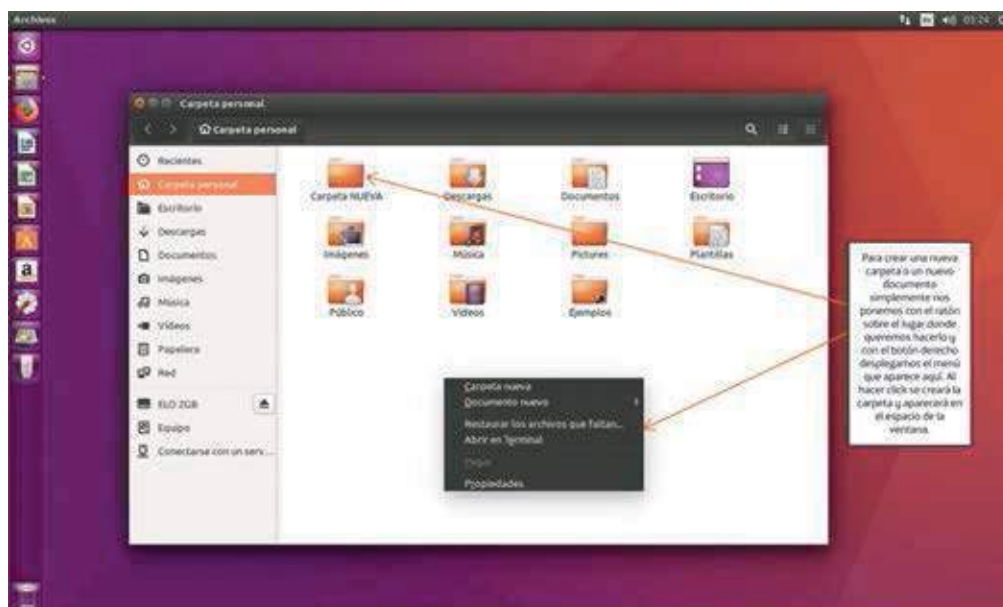 Archivos
03:24
Carpeta personal
Carpeta personal
Recientes
Carpeta personal
Escritorio
Descargas
Documentos
Imágenes
Música
Vídeos
Papelera
Red
ELO 2GB
Equipo
Conectarse con un serv...
Carpeta NUEVA
Descargas
Documentos
Escritorio
Imágenes
Música
Pictures
Plantillas
Público
Vídeos
Ejemplos
Carpeta nueva
Documento nuevo
Restaurar los archivos que faltan...
Abrir en Terminal
Pegar
Propiedades
Para crear una nueva
carpeta o un nuevo
documento
simplemente nos
ponemos con el ratón
sobre el lugar donde
queremos hacerlo y
con el botón derecho
desplegamos el menú
que aparece aquí. Al
hacer click se creará la
carpeta y aparecerá en
el espacio de la
ventana.